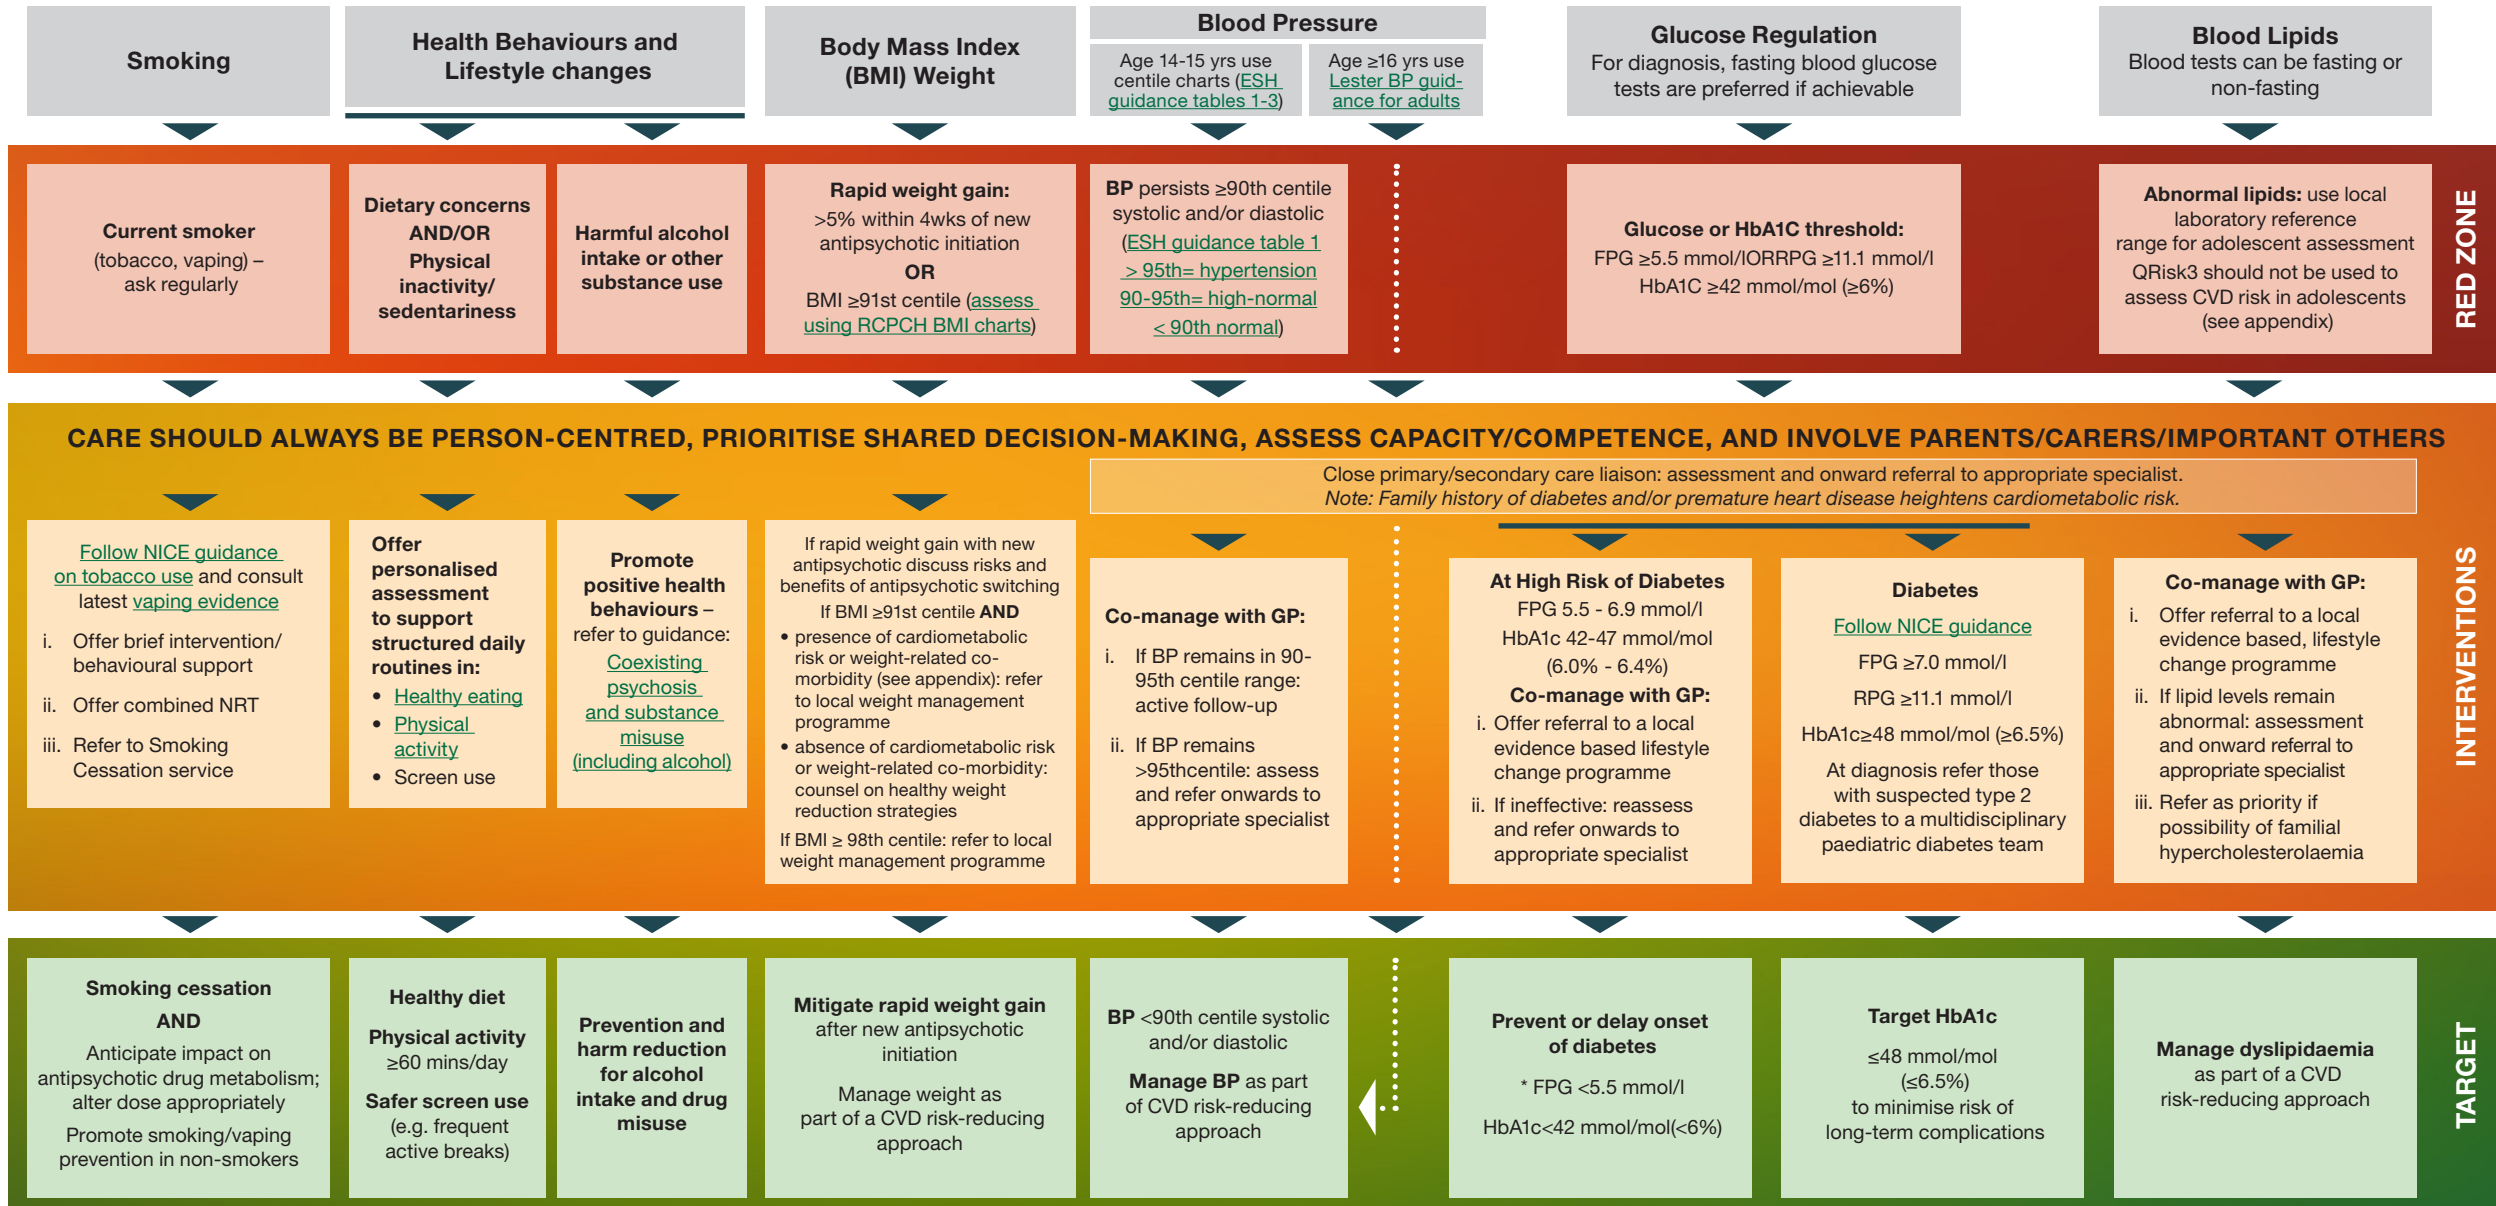 Smoking
Health Behaviours and
Lifestyle changes
Body Mass Index
(BMI) Weight
Blood Pressure
Age 14-15 yrs use
centile charts (ESH
guidance tables 1-3)
Age ≥16 yrs use
Lester BP guid-
ance for adults
Glucose Regulation
For diagnosis, fasting blood glucose
tests are preferred if achievable
Blood Lipids
Blood tests can be fasting or
non-fasting
Current smoker
(tobacco, vaping) –
ask regularly
Dietary concerns
AND/OR
Physical
inactivity/
sedentariness
Harmful alcohol
intake or other
substance use
Rapid weight gain:
>5% within 4wks of new
antipsychotic initiation
OR
BMI ≥91st centile (assess
using RCPCH BMI charts)
BP persists ≥90th centile
systolic and/or diastolic
(ESH guidance table 1
> 95th= hypertension
90-95th= high-normal
< 90th normal)
Glucose or HbA1C threshold:
FPG ≥5.5 mmol/lORRPG ≥11.1 mmol/l
HbA1C ≥42 mmol/mol (≥6%)
Abnormal lipids: use local
laboratory reference
range for adolescent assessment
QRisk3 should not be used to
assess CVD risk in adolescents
(see appendix)
RED ZONE
CARE SHOULD ALWAYS BE PERSON-CENTRED, PRIORITISE SHARED DECISION-MAKING, ASSESS CAPACITY/COMPETENCE, AND INVOLVE PARENTS/CARERS/IMPORTANT OTHERS
Close primary/secondary care liaison: assessment and onward referral to appropriate specialist.
Note: Family history of diabetes and/or premature heart disease heightens cardiometabolic risk.
Follow NICE guidance
on tobacco use and consult
latest vaping evidence
i. Offer brief intervention/
behavioural support
ii. Offer combined NRT
iii. Refer to Smoking
Cessation service
Offer
personalised
assessment
to support
structured daily
routines in:
• Healthy eating
• Physical
activity
• Screen use
Promote
positive health
behaviours –
refer to guidance:
Coexisting
psychosis
and substance
misuse
(including alcohol)
If rapid weight gain with new
antipsychotic discuss risks and
benefits of antipsychotic switching
If BMI ≥91st centile AND
• presence of cardiometabolic
risk or weight-related co-
morbidity (see appendix): refer
to local weight management
programme
• absence of cardiometabolic risk
or weight-related co-morbidity:
counsel on healthy weight
reduction strategies
If BMI ≥ 98th centile: refer to local
weight management programme
Co-manage with GP:
i. If BP remains in 90-
95th centile range:
active follow-up
ii. If BP remains
>95thcentile: assess
and refer onwards to
appropriate specialist
At High Risk of Diabetes
FPG 5.5 - 6.9 mmol/l
HbA1c 42-47 mmol/mol
(6.0% - 6.4%)
Co-manage with GP:
i. Offer referral to a local
evidence based lifestyle
change programme
ii. If ineffective: reassess
and refer onwards to
appropriate specialist
Diabetes
Follow NICE guidance
FPG ≥7.0 mmol/l
RPG ≥11.1 mmol/l
HbA1c≥48 mmol/mol (≥6.5%)
At diagnosis refer those
with suspected type 2
diabetes to a multidisciplinary
paediatric diabetes team
Co-manage with GP:
i. Offer referral to a local
evidence based, lifestyle
change programme
ii. If lipid levels remain
abnormal: assessment
and onward referral to
appropriate specialist
iii. Refer as priority if
possibility of familial
hypercholesterolaemia
INTERVENTIONS
Smoking cessation
AND
Anticipate impact on
antipsychotic drug metabolism;
alter dose appropriately
Promote smoking/vaping
prevention in non-smokers
Healthy diet
Physical activity
≥60 mins/day
Safer screen use
(e.g. frequent
active breaks)
Prevention and
harm reduction
for alcohol
intake and drug
misuse
Mitigate rapid weight gain
after new antipsychotic
initiation
Manage weight as
part of a CVD risk-reducing
approach
BP <90th centile systolic
and/or diastolic
Manage BP as part
of CVD risk-reducing
approach
Prevent or delay onset
of diabetes
* FPG <5.5 mmol/l
HbA1c<42 mmol/mol(<6%)
Target HbA1c
≤48 mmol/mol
(≤6.5%)
to minimise risk of
long-term complications
Manage dyslipidaemia
as part of a CVD
risk-reducing approach
TARGET